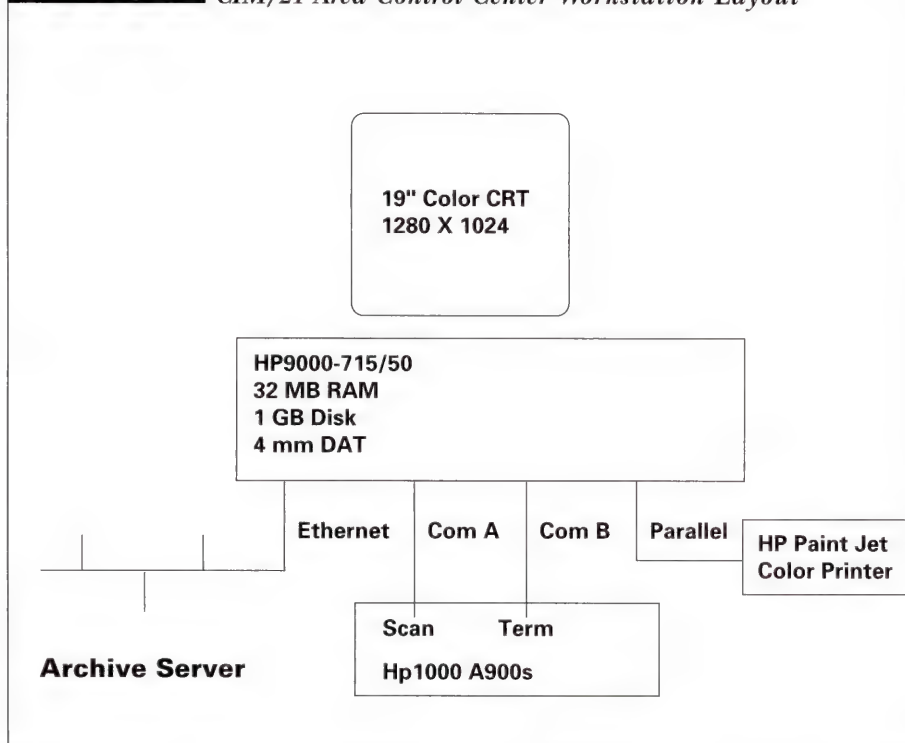 CIM/21 Area Control Center Workstation Layout
19" Color CRT
1280 X 1024
HP9000-715/50
32 MB RAM
1 GB Disk
4 mm DAT
Ethernet
Com A
Com B
Parallel
HP Paint Jet
Color Printer
Scan
Term
Hp1000 A900s
Archive Server